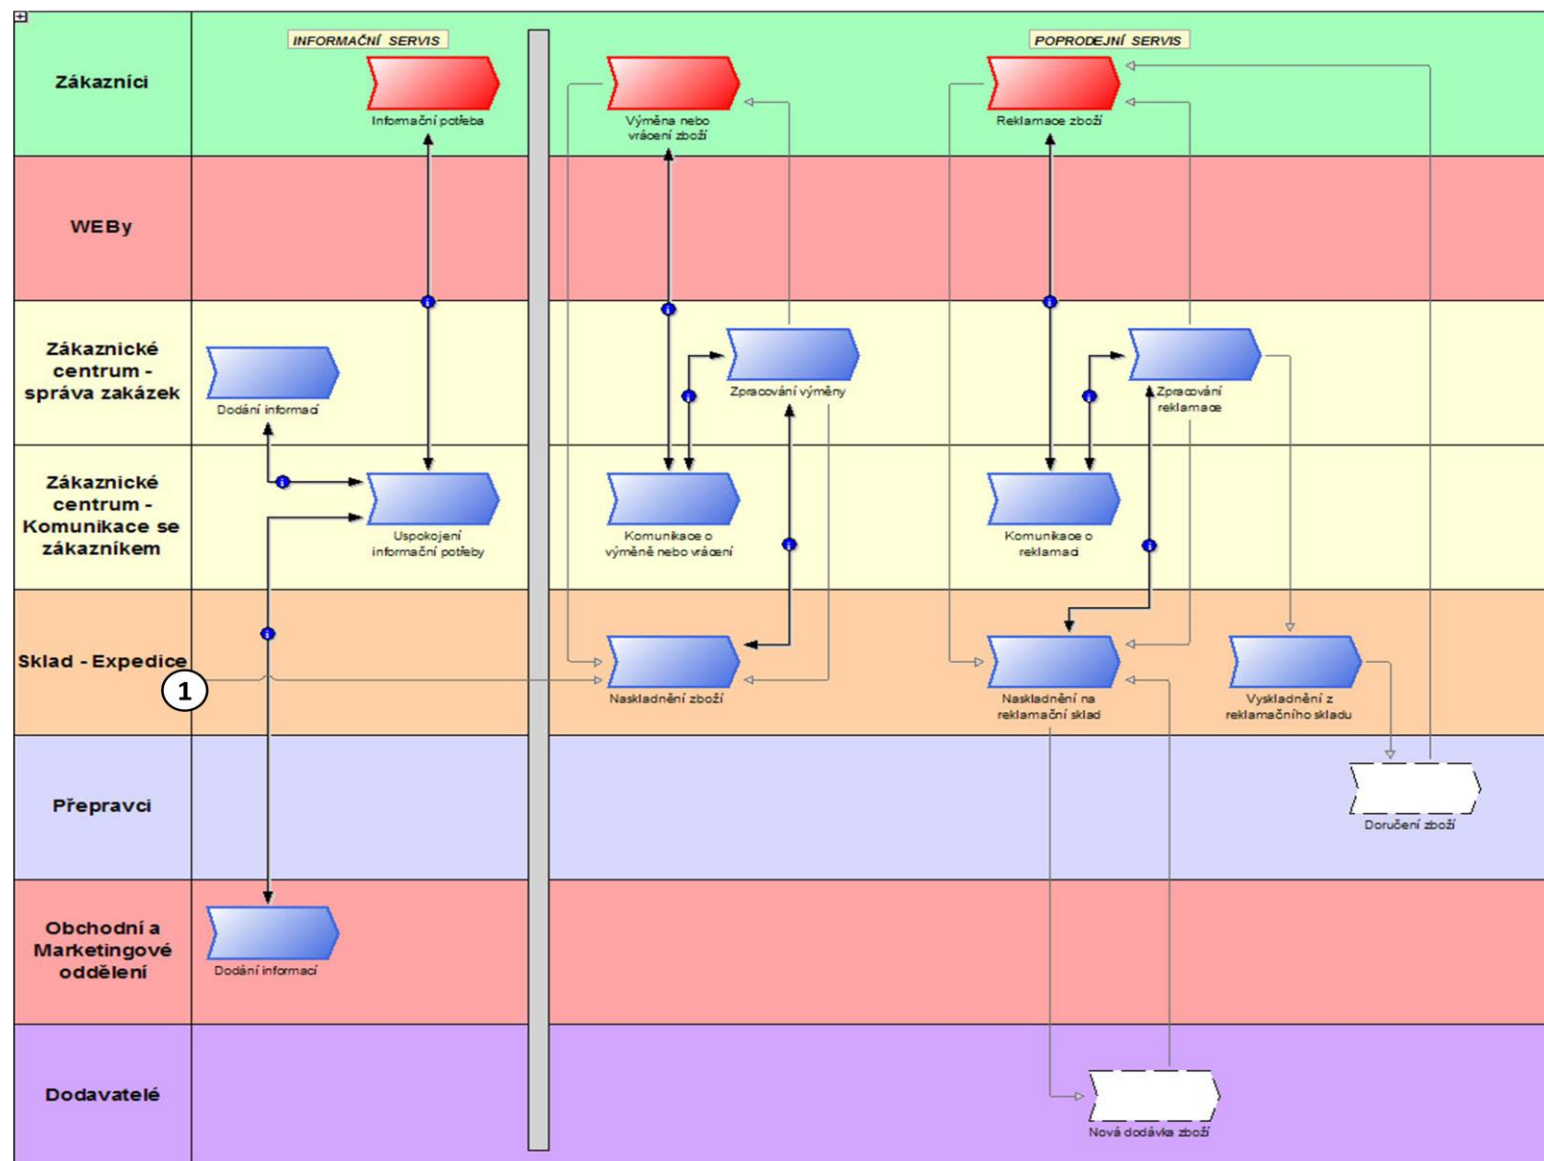 INFORMAČNÍ SERVIS
POPRODEJNÍ SERVIS
Zákazníci
Informační potřeba
Výměna nebo
vrácení zboží
Reklamace zboží
WEBy
Zákaznické
centrum -
správa zakázek
Dodání informací
Zpracování výměny
Zpracování
reklamace
Zákaznické
centrum -
Komunikace se
zákazníkem
Uspokojení
informační potřeby
Komunikace o
výměně nebo vrácení
Komunikace o
reklamaci
Sklad - Expedice
1
Naskladnění zboží
Naskladnění na
reklamační sklad
Vyskladnění z
reklamačního skladu
Přepravci
Doručení zboží
Obchodní a
Marketingové
oddělení
Dodání informací
Dodavatelé
Nová dodávka zboží